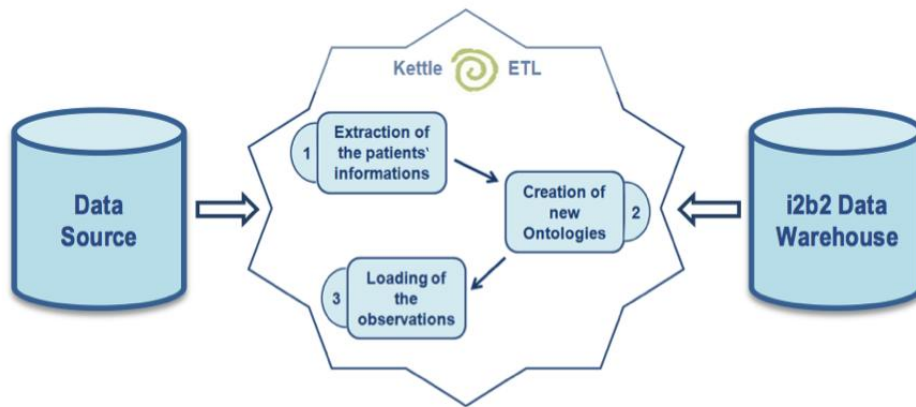 Kettle ETL
1
Extraction of
the patients'
informations
Creation of
new
Ontologies
2
3
Loading of
the
observations
Data
Source
i2b2 Data
Warehouse